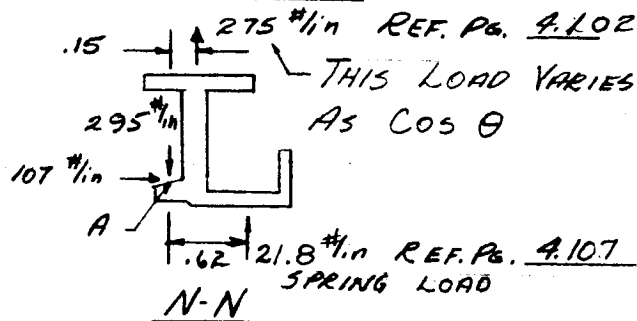 .15
275 #/in REF. PG. 4.102
THIS LOAD VARIES
AS COS θ
295 #/in
107 #/in
A
.62
21.8 #/in REF. PG. 4.107
SPRING LOAD
N-N